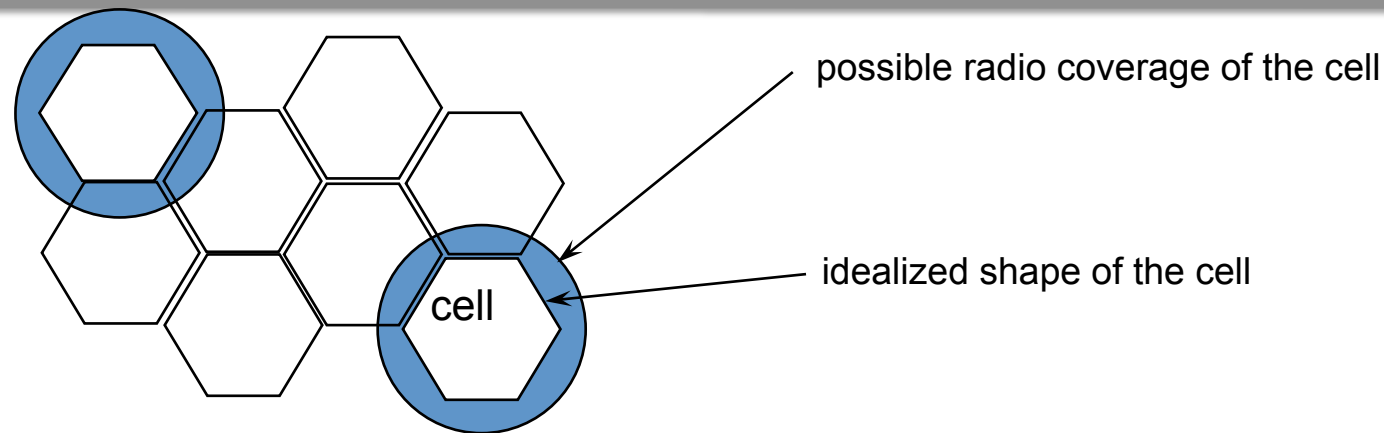 possible radio coverage of the cell
idealized shape of the cell
cell